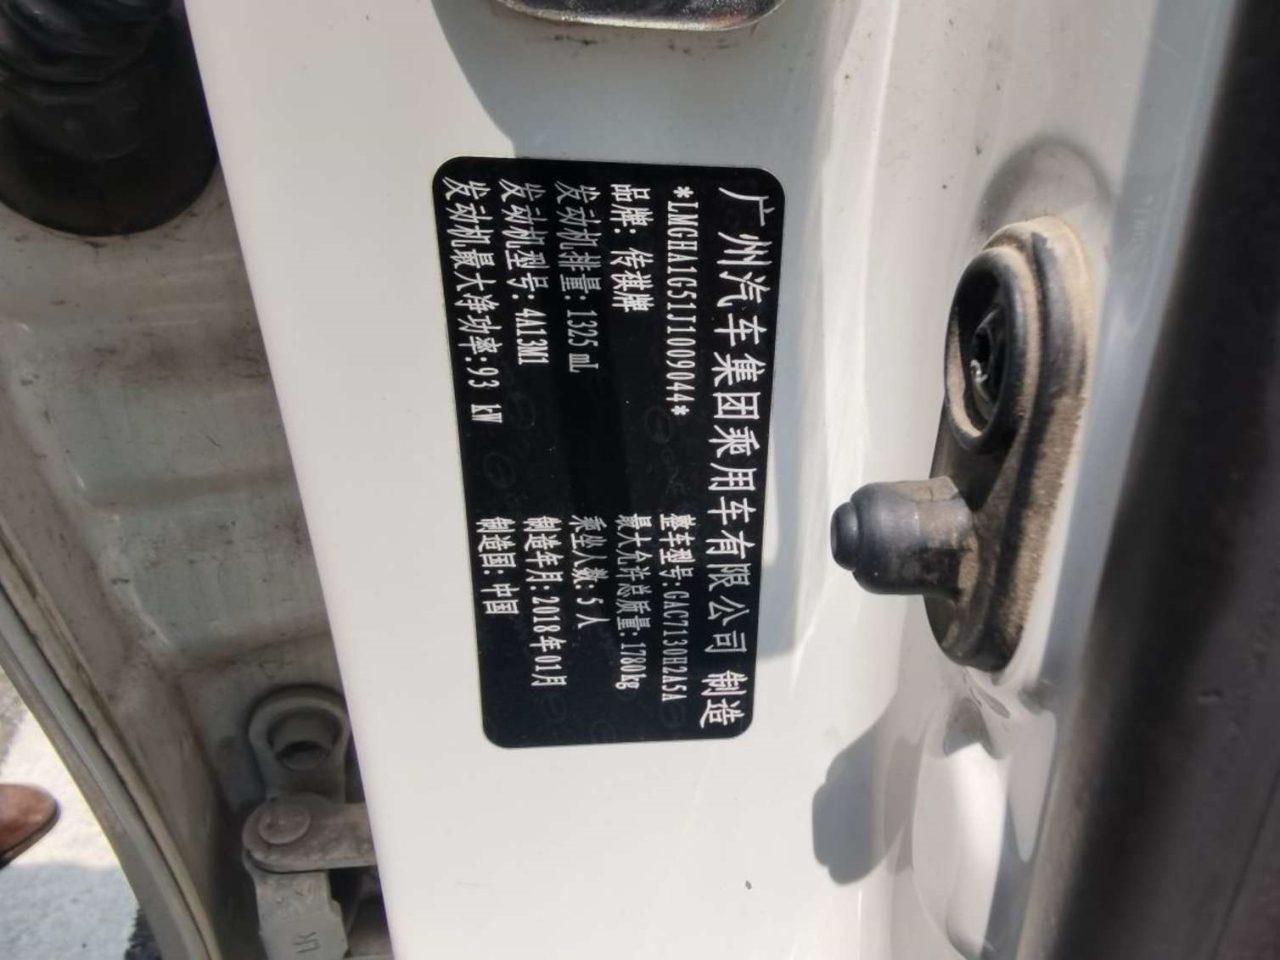 广州汽车集团乘用车有限公司 制造
*LMGHA1G51J1009044*
整车型号:GAC7130H2A5A
品牌: 传祺牌
最大允许总质量:1780kg
发动机排量:1325 mL
乘坐人数:5人
发动机型号:4A13M1
制造年月:2018年01月
发动机最大净功率:93 kW
制造国:中国